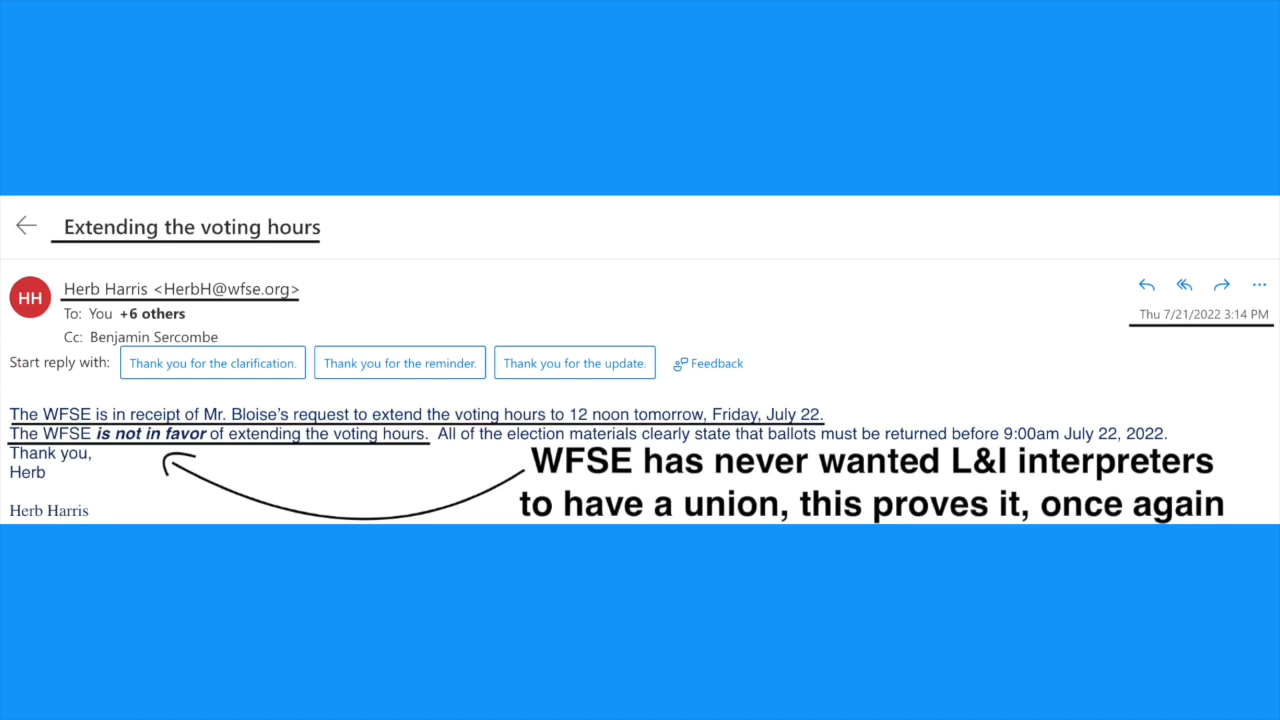 Extending the voting hours
HH
Herb Harris <HerbH@wfse.org>
To: You +6 others
Thu 7/21/2022 3:14 PM
Cc: Benjamin Sercombe
Start reply with: Thank you for the clarification. Thank you for the reminder. Thank you for the update. Feedback
The WFSE is in receipt of Mr. Bloise's request to extend the voting hours to 12 noon tomorrow, Friday, July 22.
The WFSE is not in favor of extending the voting hours. All of the election materials clearly state that ballots must be returned before 9:00am July 22, 2022.
Thank you,
Herb
Herb Harris
WFSE has never wanted L&I interpreters
to have a union, this proves it, once again